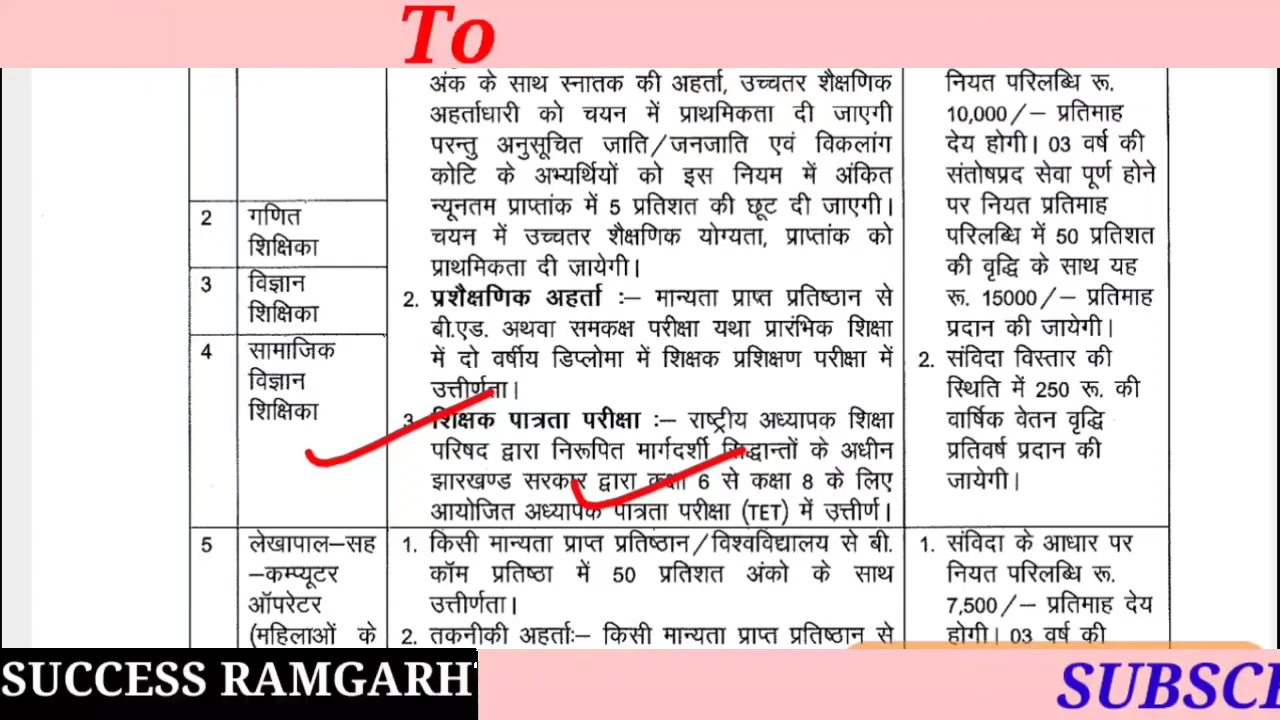 To
अंक के साथ स्नातक की अहर्ता, उच्चतर शैक्षणिक
अहर्ताधारी को चयन में प्राथमिकता दी जाएगी
परन्तु अनुसूचित जाति/जनजाति एवं विकलांग
कोटि के अभ्यर्थियों को इस नियम में अंकित
न्यूनतम प्राप्तांक में 5 प्रतिशत की छूट दी जाएगी।
चयन में उच्चतर शैक्षणिक योग्यता, प्राप्तांक को
प्राथमिकता दी जायेगी।
2. प्रशैक्षणिक अहर्ता :– मान्यता प्राप्त प्रतिष्ठान से
बी.एड. अथवा समकक्ष परीक्षा यथा प्रारंभिक शिक्षा
में दो वर्षीय डिप्लोमा में शिक्षक प्रशिक्षण परीक्षा में
उत्तीर्णता।
3. शिक्षक पात्रता परीक्षा :– राष्ट्रीय अध्यापक शिक्षा
परिषद द्वारा निरूपित मार्गदर्शी सिद्धान्तों के अधीन
झारखण्ड सरकार द्वारा कक्षा 6 से कक्षा 8 के लिए
आयोजित अध्यापक पात्रता परीक्षा (TET) में उत्तीर्ण।
नियत परिलब्धि रू.
10,000/– प्रतिमाह
देय होगी। 03 वर्ष की
संतोषप्रद सेवा पूर्ण होने
पर नियत प्रतिमाह
परिलब्धि में 50 प्रतिशत
की वृद्धि के साथ यह
रू. 15000/– प्रतिमाह
प्रदान की जायेगी।
2. संविदा विस्तार की
स्थिति में 250 रू. की
वार्षिक वेतन वृद्धि
प्रतिवर्ष प्रदान की
जायेगी।
2 गणित
शिक्षिका
3 विज्ञान
शिक्षिका
4 सामाजिक
विज्ञान
शिक्षिका
5 लेखापाल–सह
–कम्प्यूटर
ऑपरेटर
(महिलाओं के
1. किसी मान्यता प्राप्त प्रतिष्ठान/विश्वविद्यालय से बी.
कॉम प्रतिष्ठा में 50 प्रतिशत अंको के साथ
उत्तीर्णता।
2. तकनीकी अहर्ताः– किसी मान्यता प्राप्त प्रतिष्ठान से
1. संविदा के आधार पर
नियत परिलब्धि रू.
7,500/– प्रतिमाह देय
होगी। 03 वर्ष की
SUCCESS RAMGARH
SUBSCE